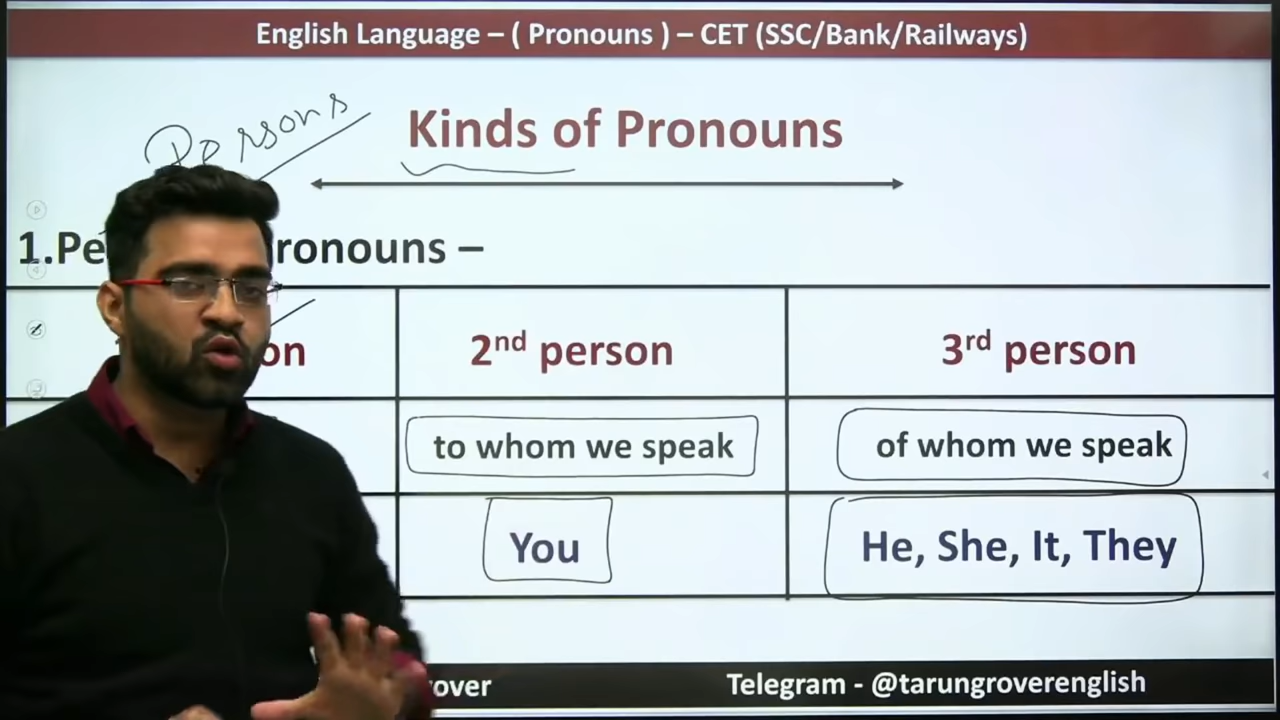 English Language – ( Pronouns ) – CET (SSC/Bank/Railways)
Persons
Kinds of Pronouns
1.Pe ronouns –
on
2nd person
3rd person
to whom we speak
of whom we speak
You
He, She, It, They
rover
Telegram - @tarungroverenglish